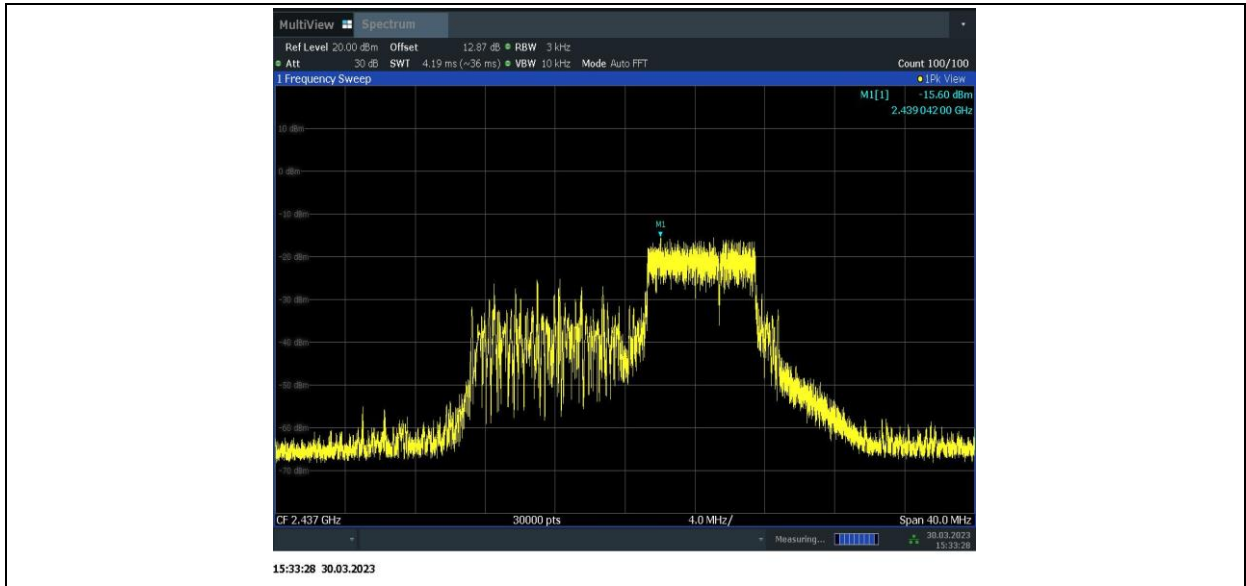 MultiView Spectrum
Ref Level 20.00 dBm Offset 12.87 dB RBW 3 kHz
Att 30 dB SWT 4.19 ms (~36 ms) VBW 10 kHz Mode Auto FFT Count 100/100
1 Frequency Sweep 1Pk View
M1[1] -15.60 dBm
2.439 042 00 GHz
10 dBm
0 dBm
-10 dBm
M1
-20 dBm
-30 dBm
-40 dBm
-50 dBm
-60 dBm
-70 dBm
CF 2.437 GHz 30000 pts 4.0 MHz/ Span 40.0 MHz
Measuring... 30.03.2023
15:33:28
15:33:28 30.03.2023